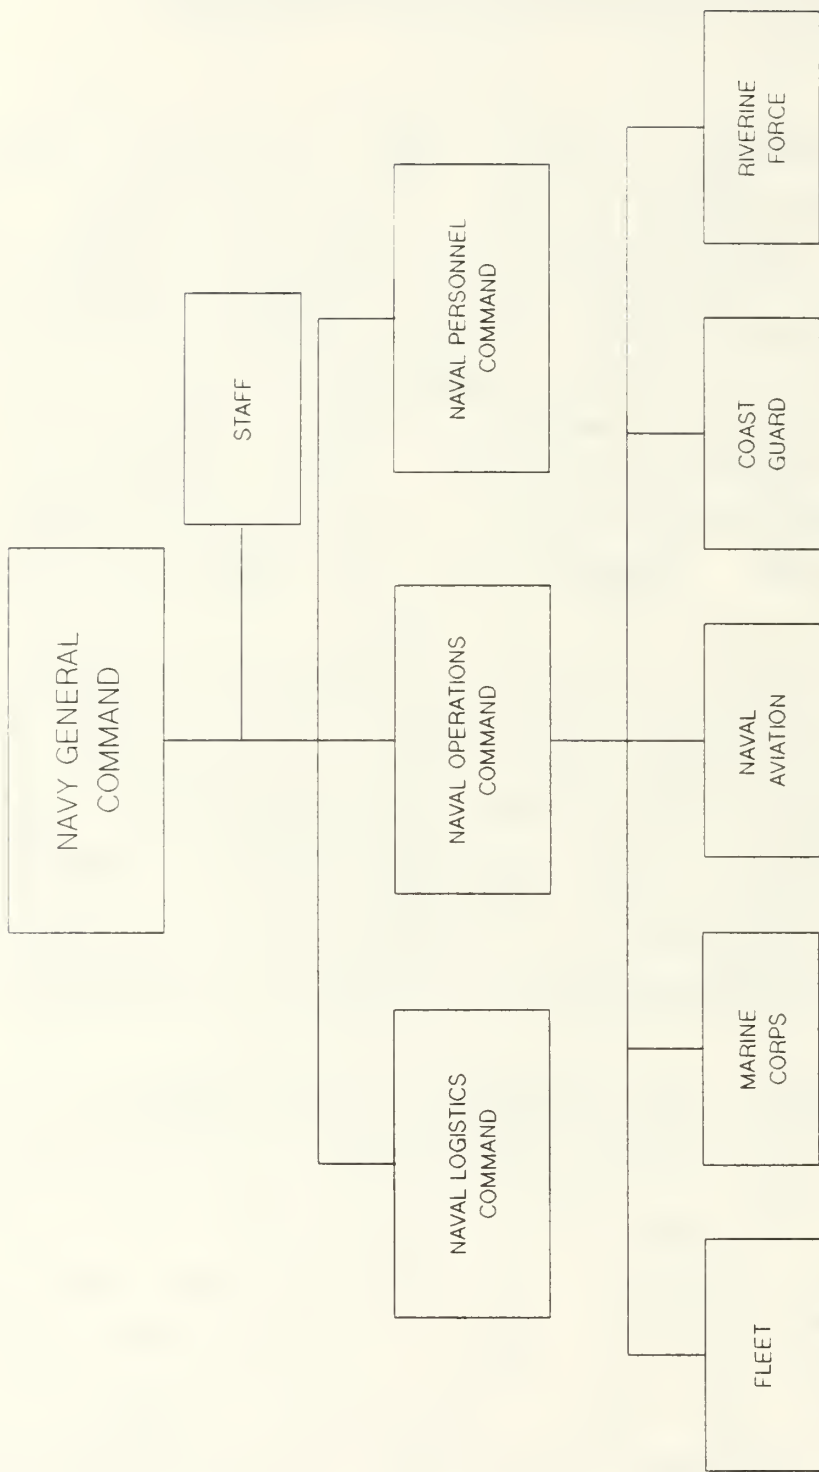 NAVY GENERAL
COMMAND
STAFF
NAVAL LOGISTICS
COMMAND
NAVAL OPERATIONS
COMMAND
NAVAL PERSONNEL
COMMAND
FLEET
MARINE
CORPS
NAVAL
AVIATION
COAST
GUARD
RIVERINE
FORCE